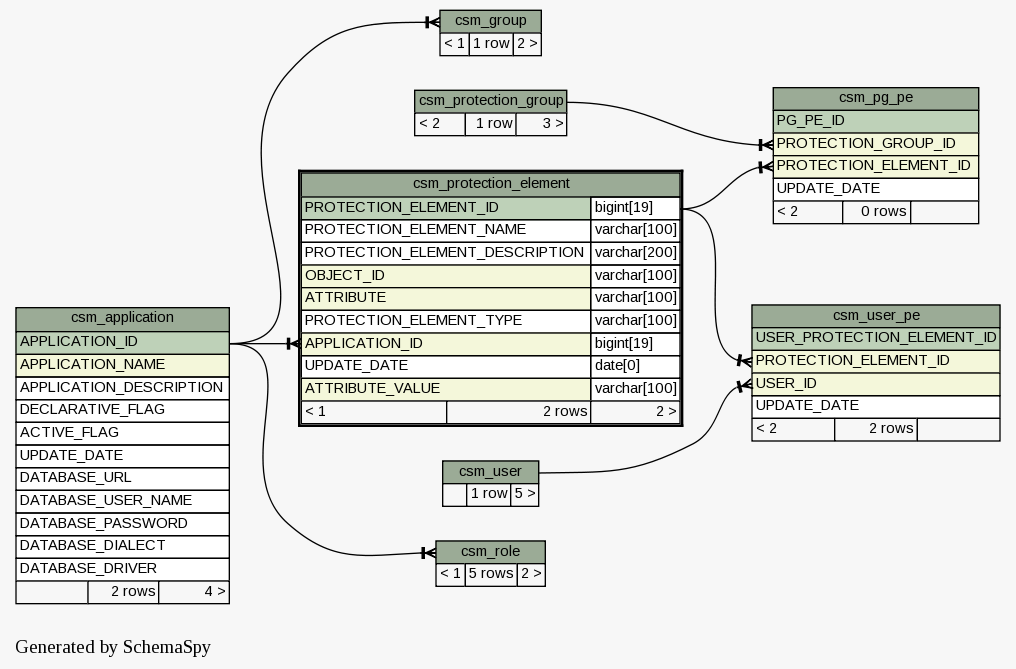 csm_group
< 1 1 row 2 >
csm_protection_group
< 2 1 row 3 >
csm_pg_pe
PG_PE_ID
PROTECTION_GROUP_ID
PROTECTION_ELEMENT_ID
UPDATE_DATE
< 2 0 rows
csm_protection_element
PROTECTION_ELEMENT_ID bigint[19]
PROTECTION_ELEMENT_NAME varchar[100]
PROTECTION_ELEMENT_DESCRIPTION varchar[200]
OBJECT_ID varchar[100]
ATTRIBUTE varchar[100]
PROTECTION_ELEMENT_TYPE varchar[100]
APPLICATION_ID bigint[19]
UPDATE_DATE date[0]
ATTRIBUTE_VALUE varchar[100]
< 1 2 rows 2 >
csm_application
APPLICATION_ID
APPLICATION_NAME
APPLICATION_DESCRIPTION
DECLARATIVE_FLAG
ACTIVE_FLAG
UPDATE_DATE
DATABASE_URL
DATABASE_USER_NAME
DATABASE_PASSWORD
DATABASE_DIALECT
DATABASE_DRIVER
2 rows 4 >
csm_user_pe
USER_PROTECTION_ELEMENT_ID
PROTECTION_ELEMENT_ID
USER_ID
UPDATE_DATE
< 2 2 rows
csm_user
1 row 5 >
csm_role
< 1 5 rows 2 >
Generated by SchemaSpy